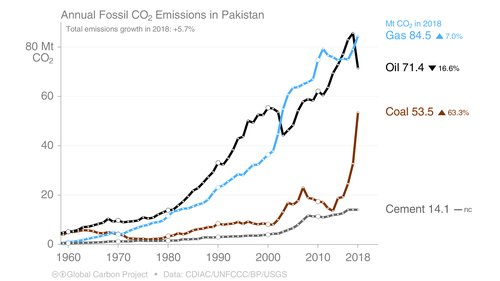 Annual Fossil CO₂ Emissions in Pakistan
Total emissions growth in 2018: +5.7%
Mt CO₂ in 2018
Gas 84.5 ▲ 7.0%
Oil 71.4 ▼ 16.6%
Coal 53.5 ▲ 63.3%
Cement 14.1 — nc
80 Mt
CO₂
60
40
20
0
1960 1970 1980 1990 2000 2010 2018
Global Carbon Project • Data: CDIAC/UNFCCC/BP/USGS